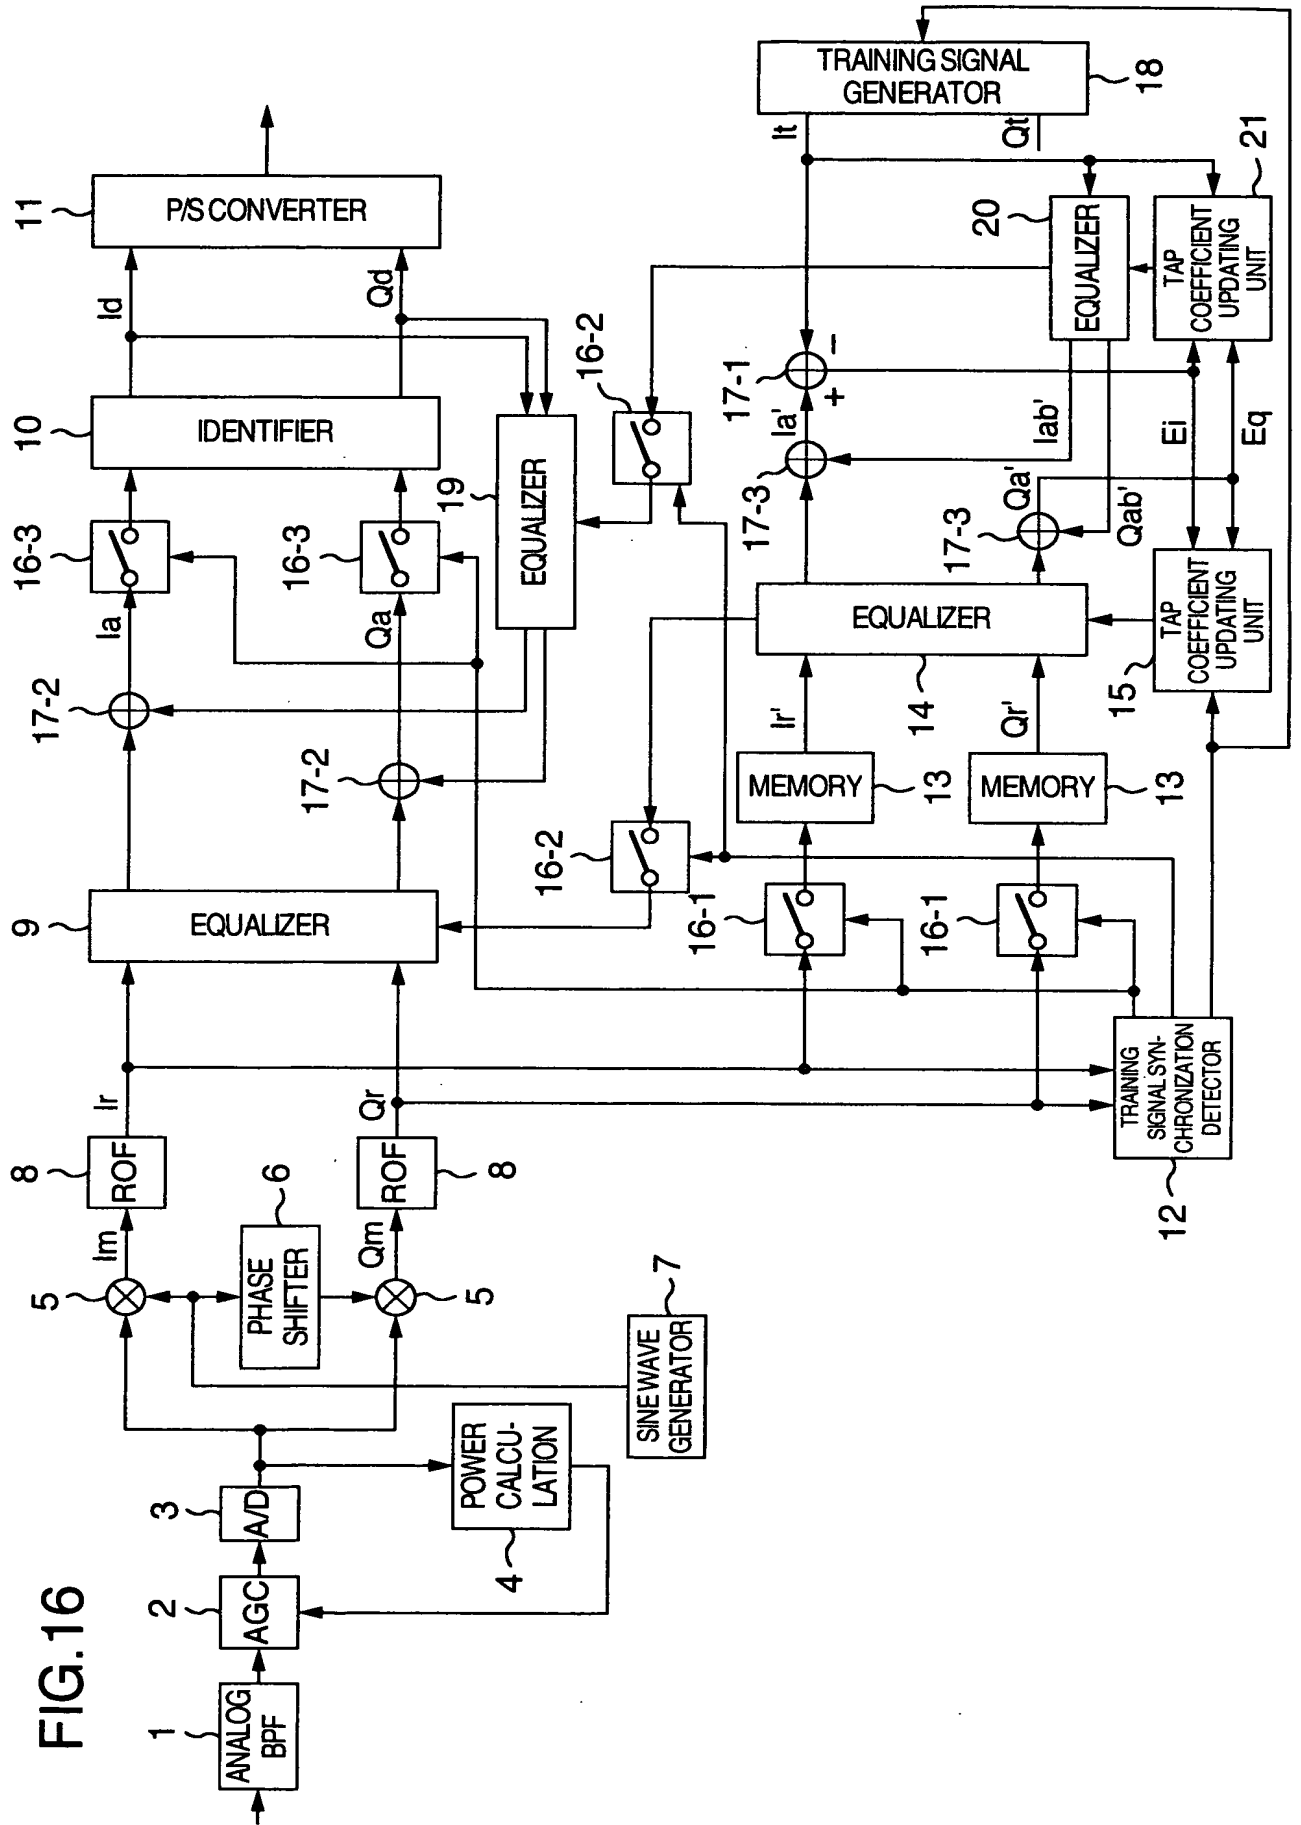 FIG.16
1
ANALOG
BPF
2
AGC
3
A/D
4
POWER
CALCU-
LATION
5
Im
6
PHASE
SHIFTER
5
Qm
7
SINE WAVE
GENERATOR
8
ROF
Ir
8
ROF
Qr
9
EQUALIZER
17-2
Ia
17-2
Qa
16-3
16-3
10
IDENTIFIER
Id
Qd
11
P/S CONVERTER
19
EQUALIZER
16-2
16-2
12
TRAINING
SIGNAL SYN-
CHRONIZATION
DETECTOR
16-1
16-1
MEMORY
13
Ir'
MEMORY
13
Qr'
14
EQUALIZER
15
TAP
COEFFICIENT
UPDATING
UNIT
17-3
Ia'
17-3
Qa'
Iab'
Qab'
17-1
+
−
Ei
Eq
20
EQUALIZER
21
TAP
COEFFICIENT
UPDATING
UNIT
It
Qt
TRAINING SIGNAL
GENERATOR
18